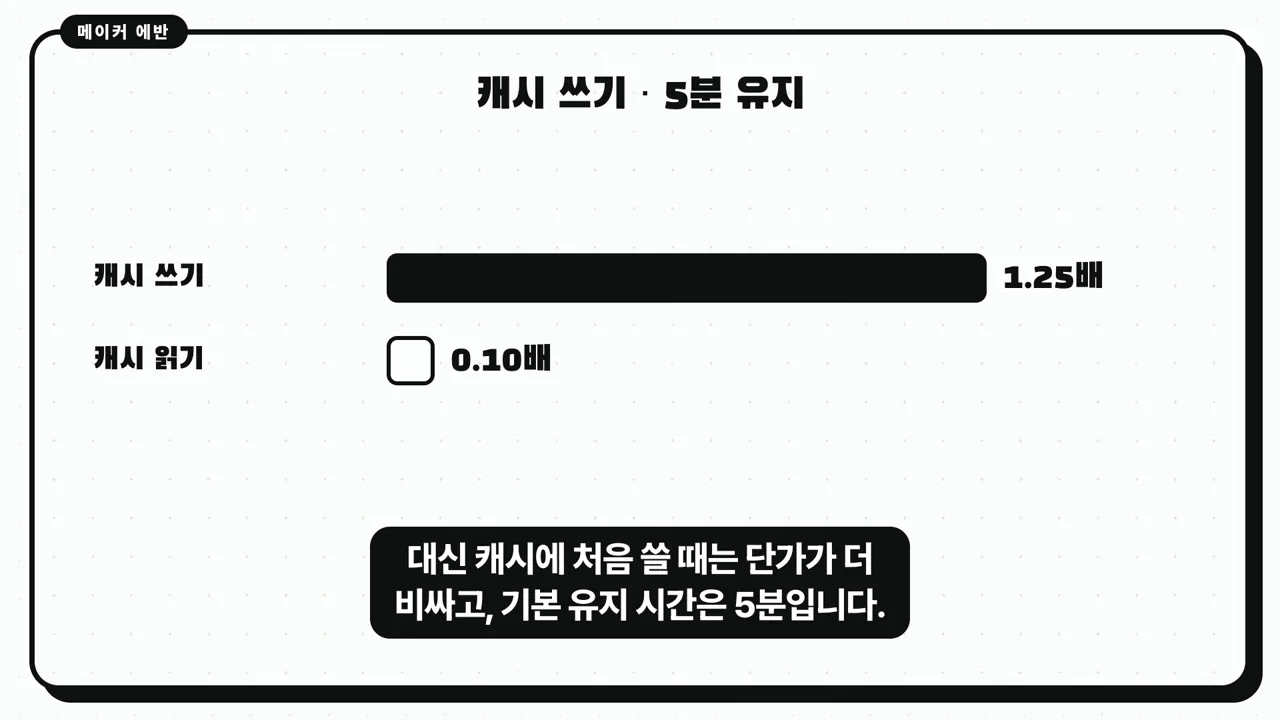 메이커 에반
캐시 쓰기 · 5분 유지
캐시 쓰기 1.25배
캐시 읽기 0.10배
대신 캐시에 처음 쓸 때는 단가가 더
비싸고, 기본 유지 시간은 5분입니다.